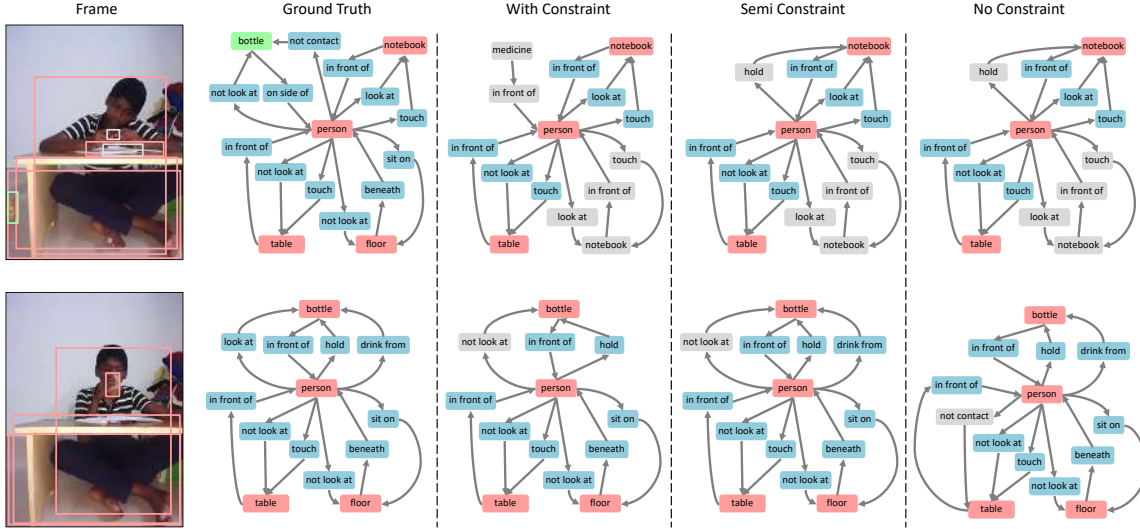 Frame
Ground Truth
With Constraint
Semi Constraint
No Constraint
bottle
not contact
notebook
in front of
not look at
on side of
look at
touch
person
in front of
sit on
not look at
touch
beneath
not look at
table
floor
medicine
notebook
in front of
in front of
look at
touch
person
in front of
touch
not look at
touch
in front of
look at
table
notebook
notebook
hold
in front of
look at
touch
person
in front of
touch
not look at
touch
in front of
look at
table
notebook
notebook
hold
in front of
look at
touch
person
in front of
touch
not look at
touch
in front of
look at
table
notebook
bottle
look at
in front of
hold
drink from
person
in front of
sit on
not look at
touch
beneath
not look at
table
floor
bottle
not look at
in front of
hold
person
in front of
sit on
not look at
touch
beneath
not look at
table
floor
bottle
not look at
in front of
hold
drink from
person
in front of
sit on
not look at
touch
beneath
not look at
table
floor
bottle
in front of
hold
drink from
in front of
person
not contact
sit on
not look at
touch
beneath
not look at
table
floor